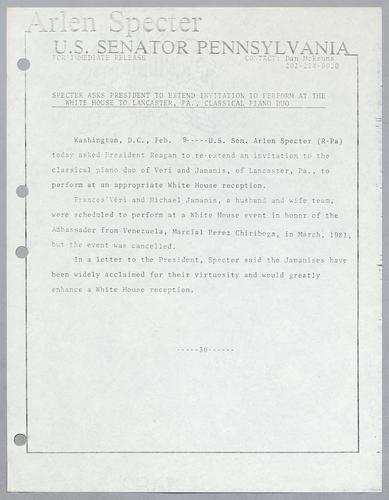 Arlen Specter
U.S. SENATOR PENNSYLVANIA
FOR IMMEDIATE RELEASE CONTACT: Dan McKenna
202-224-9020
SPECTER ASKS PRESIDENT TO EXTEND INVITATION TO PERFORM AT THE
WHITE HOUSE TO LANCASTER, PA., CLASSICAL PIANO DUO
Washington, D.C., Feb. 9-----U.S. Sen. Arlen Specter (R-Pa)
today asked President Reagan to re-extend an invitation to the
classical piano duo of Veri and Jamanis, of Lancaster, Pa., to
perform at an appropriate White House reception.
Frances Veri and Michael Jamanis, a husband and wife team,
were scheduled to perform at a White House event in honor of the
Ambassador from Venezuela, Marcial Perez Chiriboga, in March, 1981,
but the event was cancelled.
In a letter to the President, Specter said the Jamanises have
been widely acclaimed for their virtuosity and would greatly
enhance a White House reception.
-----30------